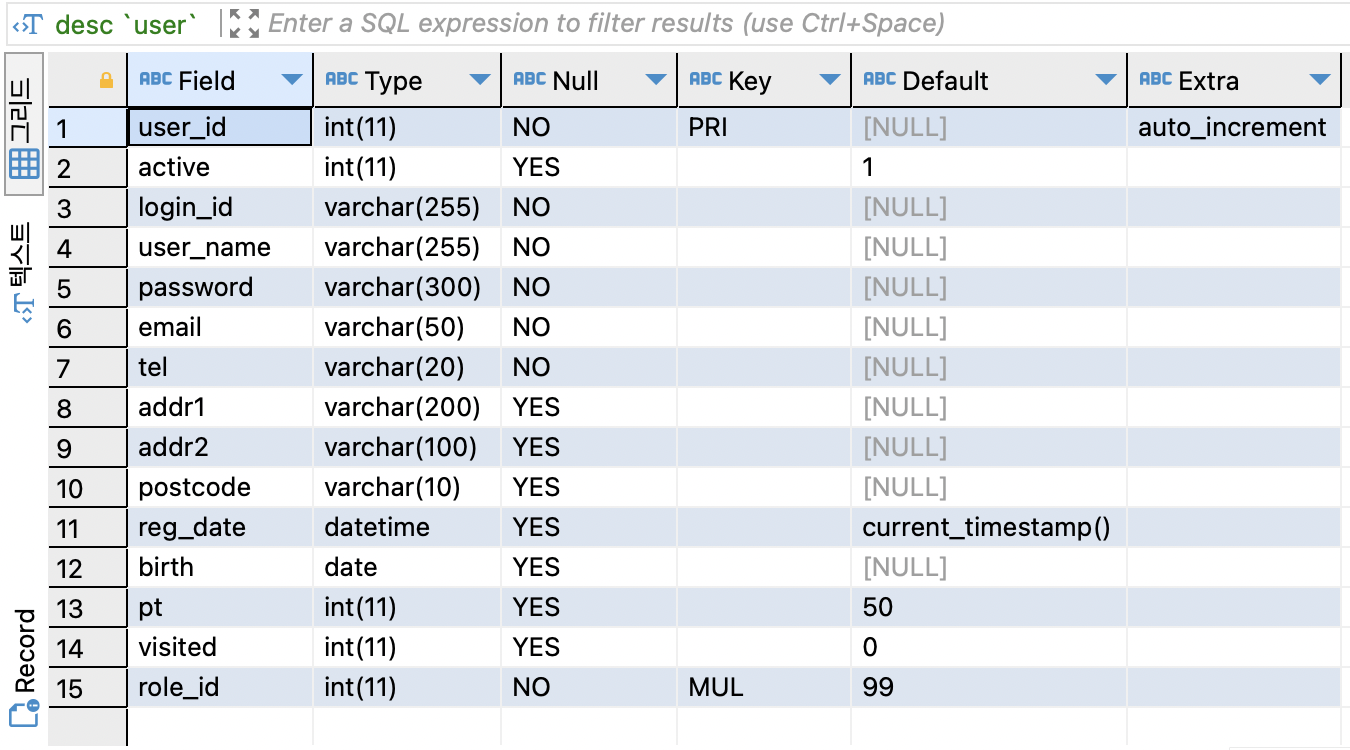 desc `user` Enter a SQL expression to filter results (use Ctrl+Space)
그리드
텍스트
Record
ABC Field ABC Type ABC Null ABC Key ABC Default ABC Extra
1 user_id int(11) NO PRI [NULL] auto_increment
2 active int(11) YES 1
3 login_id varchar(255) NO [NULL]
4 user_name varchar(255) NO [NULL]
5 password varchar(300) NO [NULL]
6 email varchar(50) NO [NULL]
7 tel varchar(20) NO [NULL]
8 addr1 varchar(200) YES [NULL]
9 addr2 varchar(100) YES [NULL]
10 postcode varchar(10) YES [NULL]
11 reg_date datetime YES current_timestamp()
12 birth date YES [NULL]
13 pt int(11) YES 50
14 visited int(11) YES 0
15 role_id int(11) NO MUL 99